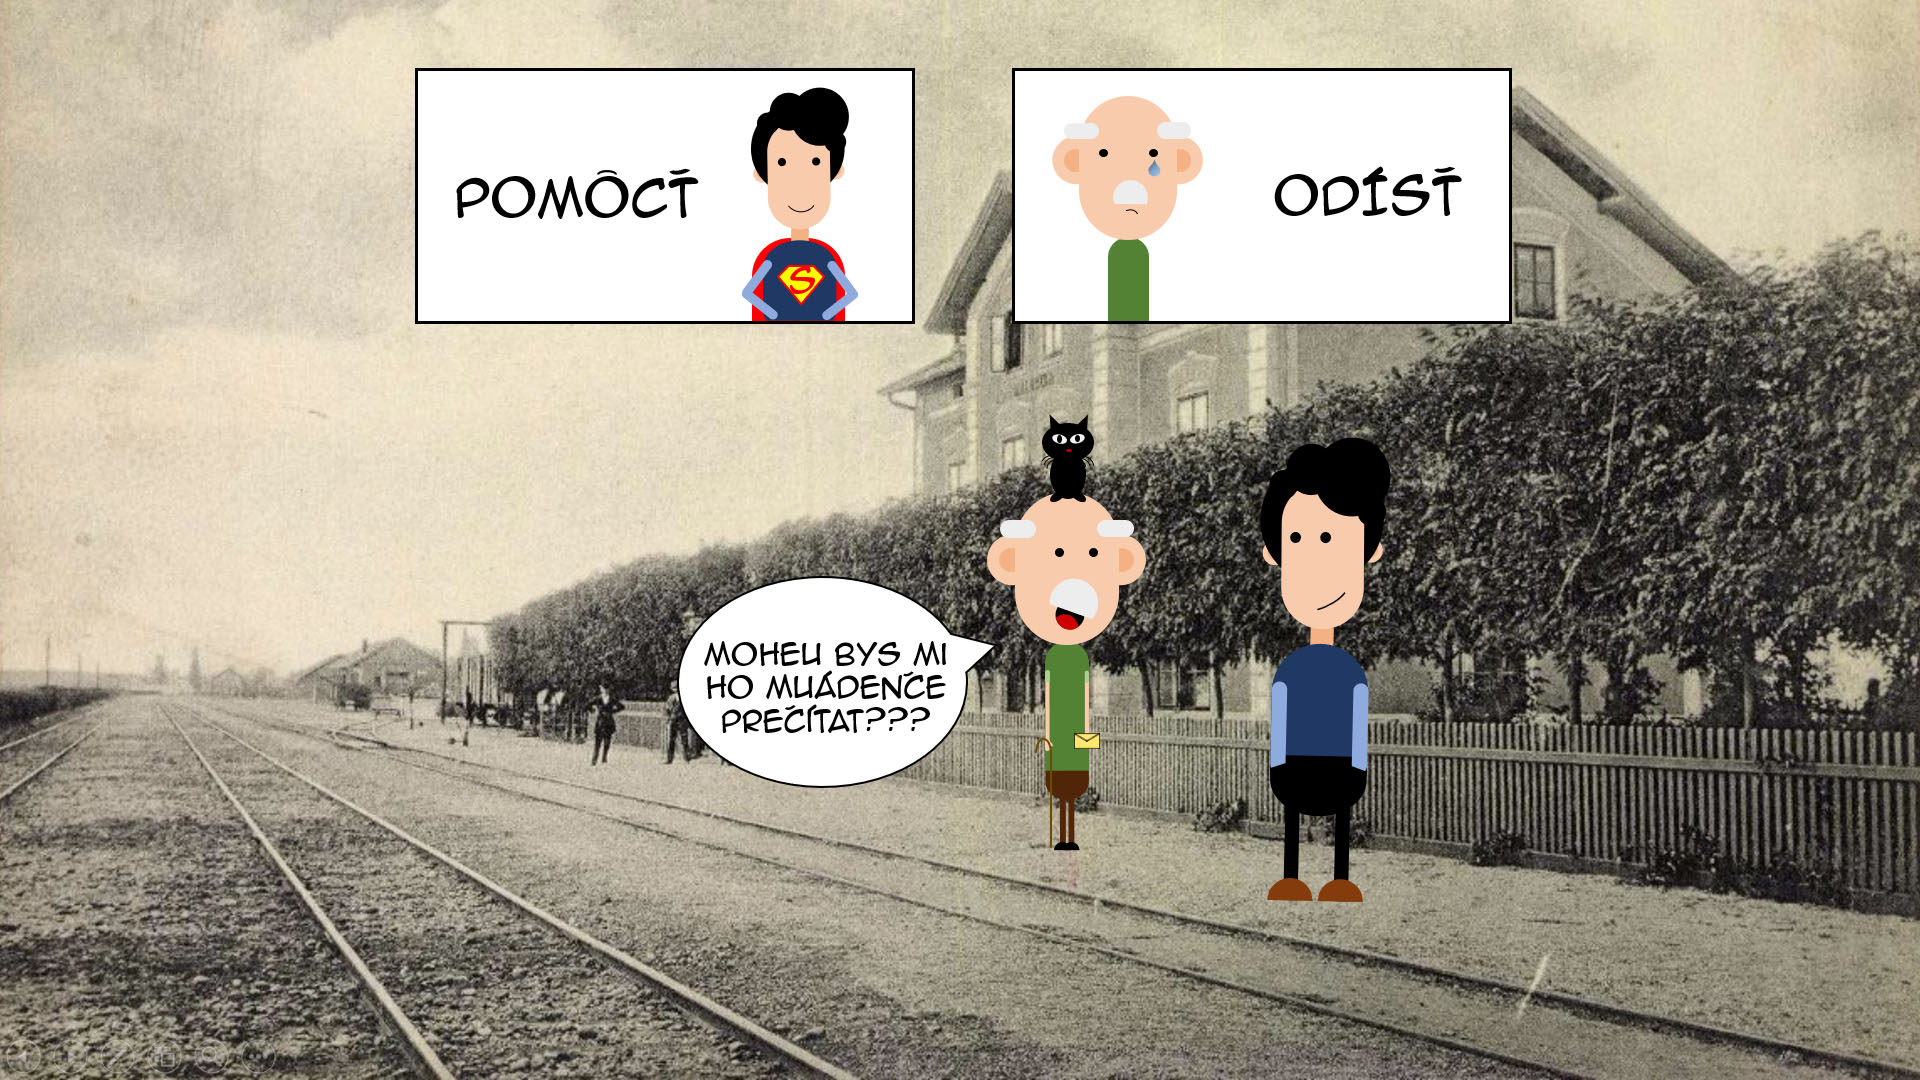 POMÔCŤ
S
ODÍSŤ
MOHEU BYS MI
HO MUÁDENČE
PREČÍTAT???